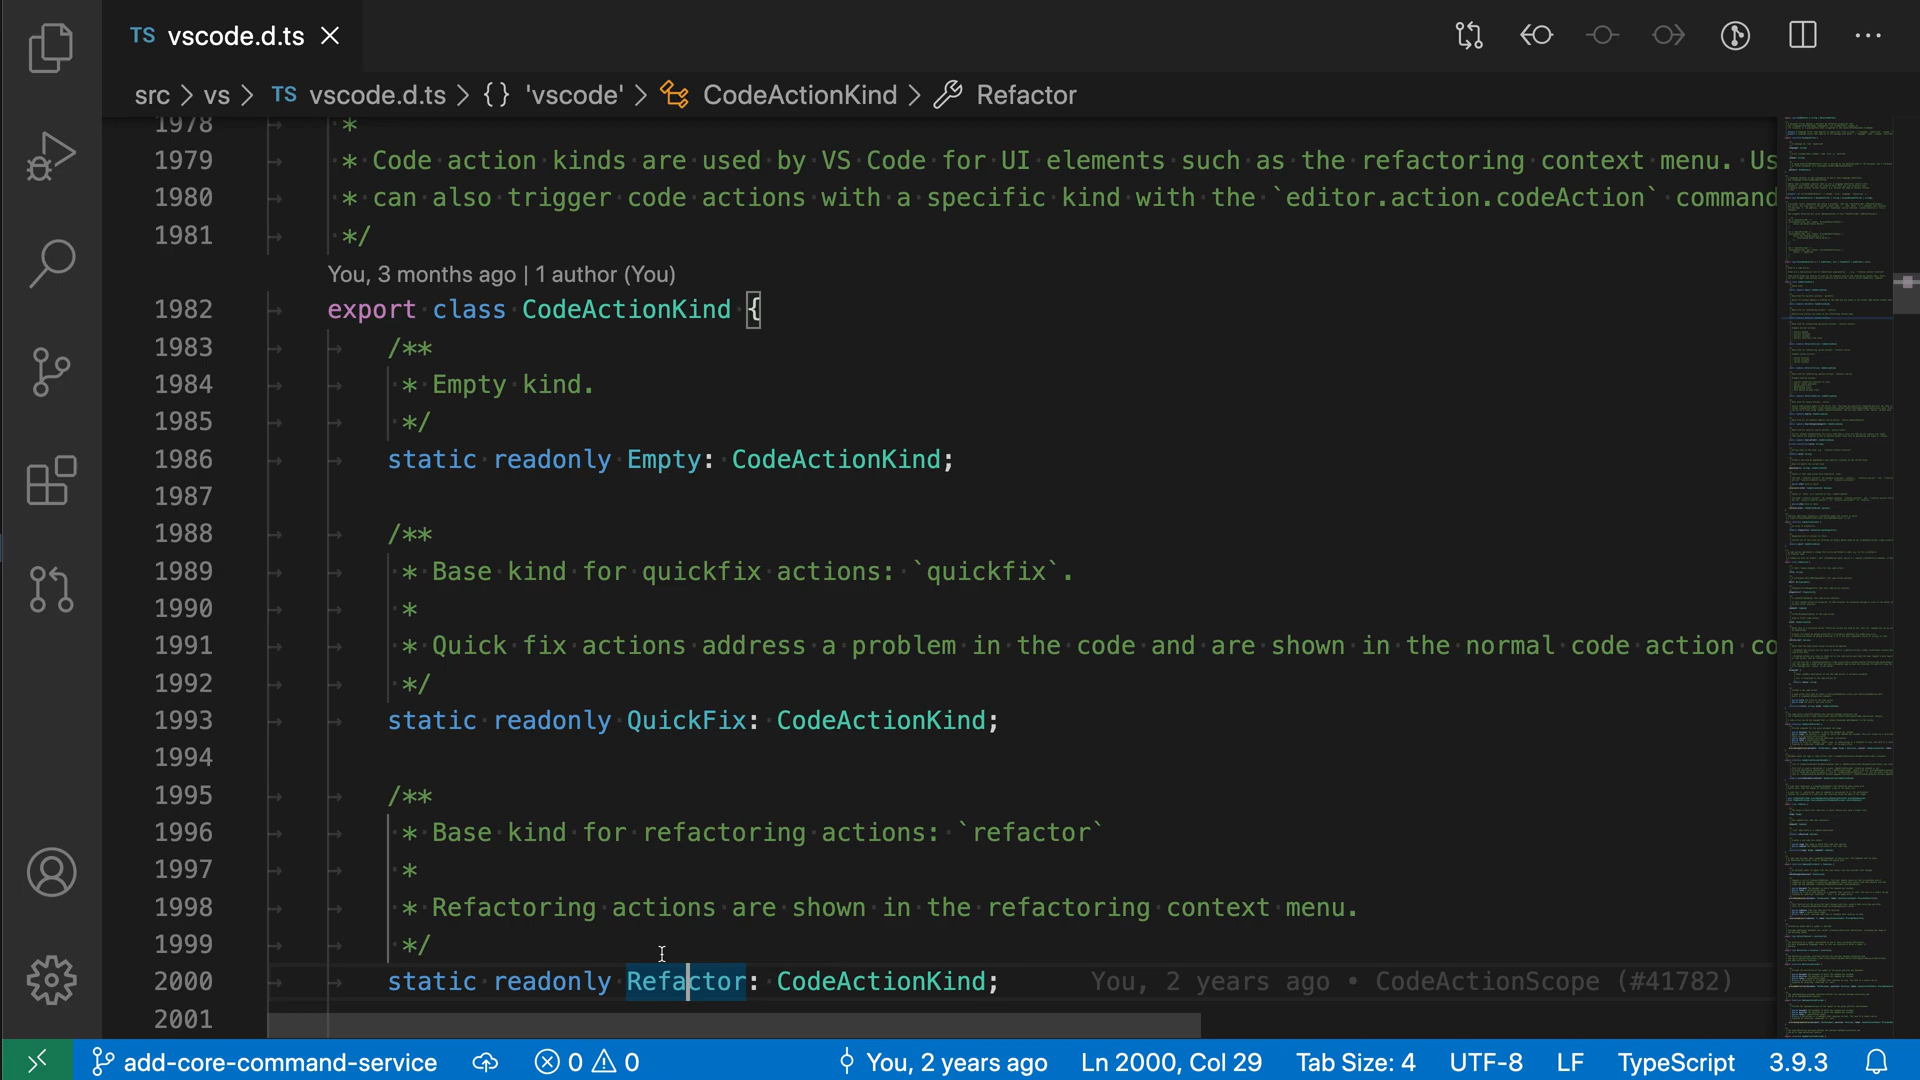 TS vscode.d.ts
src > vs > TS vscode.d.ts > {} 'vscode' > CodeActionKind > Refactor
1978 *
1979 * Code action kinds are used by VS Code for UI elements such as the refactoring context menu. Us
1980 * can also trigger code actions with a specific kind with the `editor.action.codeAction` command
1981 */
You, 3 months ago | 1 author (You)
1982 export class CodeActionKind {
1983 /**
1984 * Empty kind.
1985 */
1986 static readonly Empty: CodeActionKind;
1987
1988 /**
1989 * Base kind for quickfix actions: `quickfix`.
1990 *
1991 * Quick fix actions address a problem in the code and are shown in the normal code action co
1992 */
1993 static readonly QuickFix: CodeActionKind;
1994
1995 /**
1996 * Base kind for refactoring actions: `refactor`
1997 *
1998 * Refactoring actions are shown in the refactoring context menu.
1999 */
2000 static readonly Refactor: CodeActionKind; You, 2 years ago • CodeActionScope (#41782)
2001
add-core-command-service 0 0 You, 2 years ago Ln 2000, Col 29 Tab Size: 4 UTF-8 LF TypeScript 3.9.3